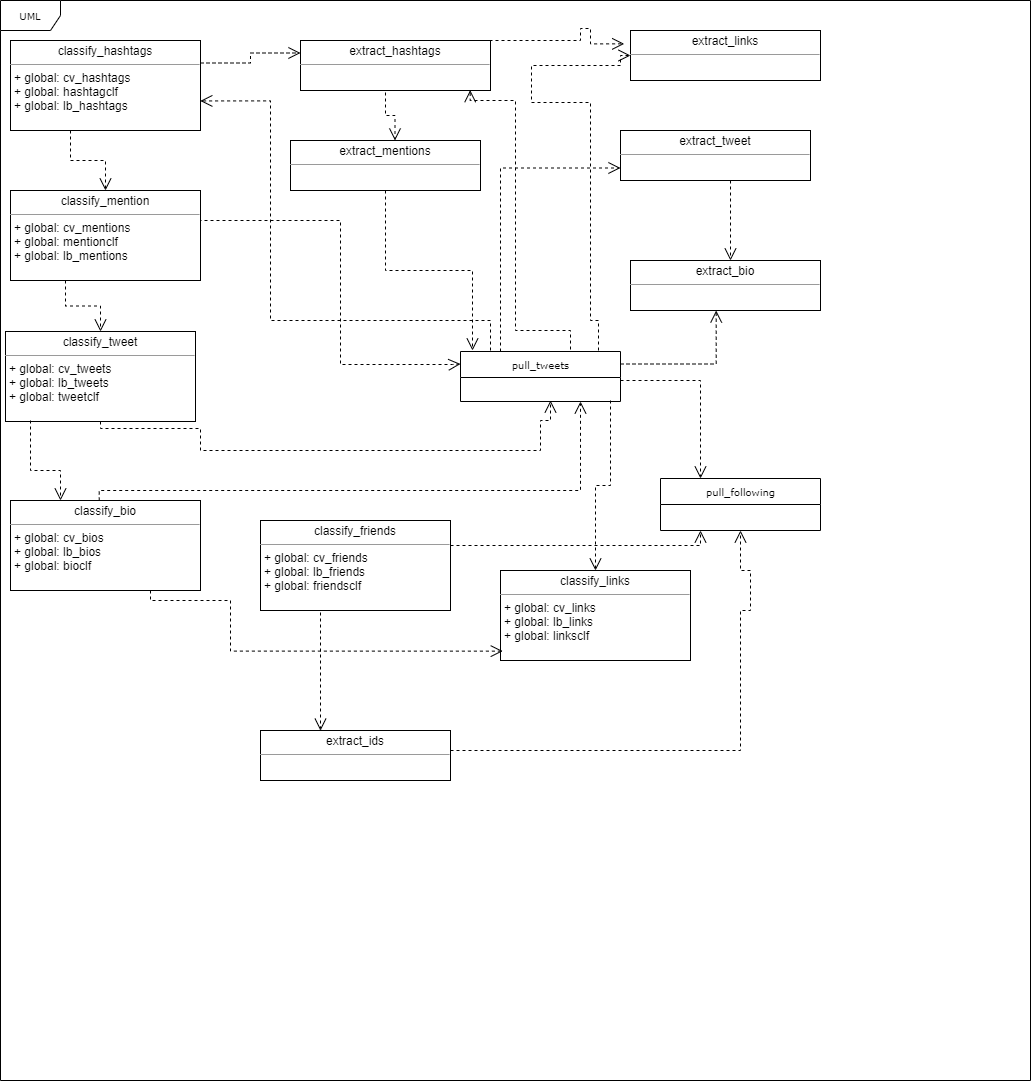 UML
classify_hashtags
+ global: cv_hashtags
+ global: hashtagclf
+ global: lb_hashtags
extract_hashtags
extract_links
extract_mentions
extract_tweet
classify_mention
+ global: cv_mentions
+ global: mentionclf
+ global: lb_mentions
extract_bio
classify_tweet
+ global: cv_tweets
+ global: lb_tweets
+ global: tweetclf
pull_tweets
pull_following
classify_bio
+ global: cv_bios
+ global: lb_bios
+ global: bioclf
classify_friends
+ global: cv_friends
+ global: lb_friends
+ global: friendsclf
classify_links
+ global: cv_links
+ global: lb_links
+ global: linksclf
extract_ids